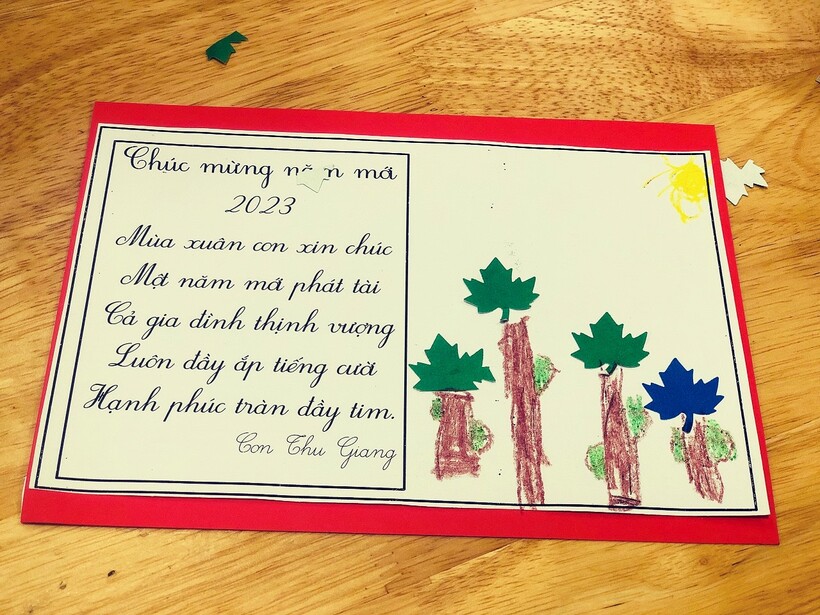 Chúc mừng năm mới
2023
Mùa xuân con xin chúc
Một năm mới phát tài
Cả gia đình thịnh vượng
Luôn đầy ắp tiếng cười
Hạnh phúc tràn đầy tim.
Con Thu Giang